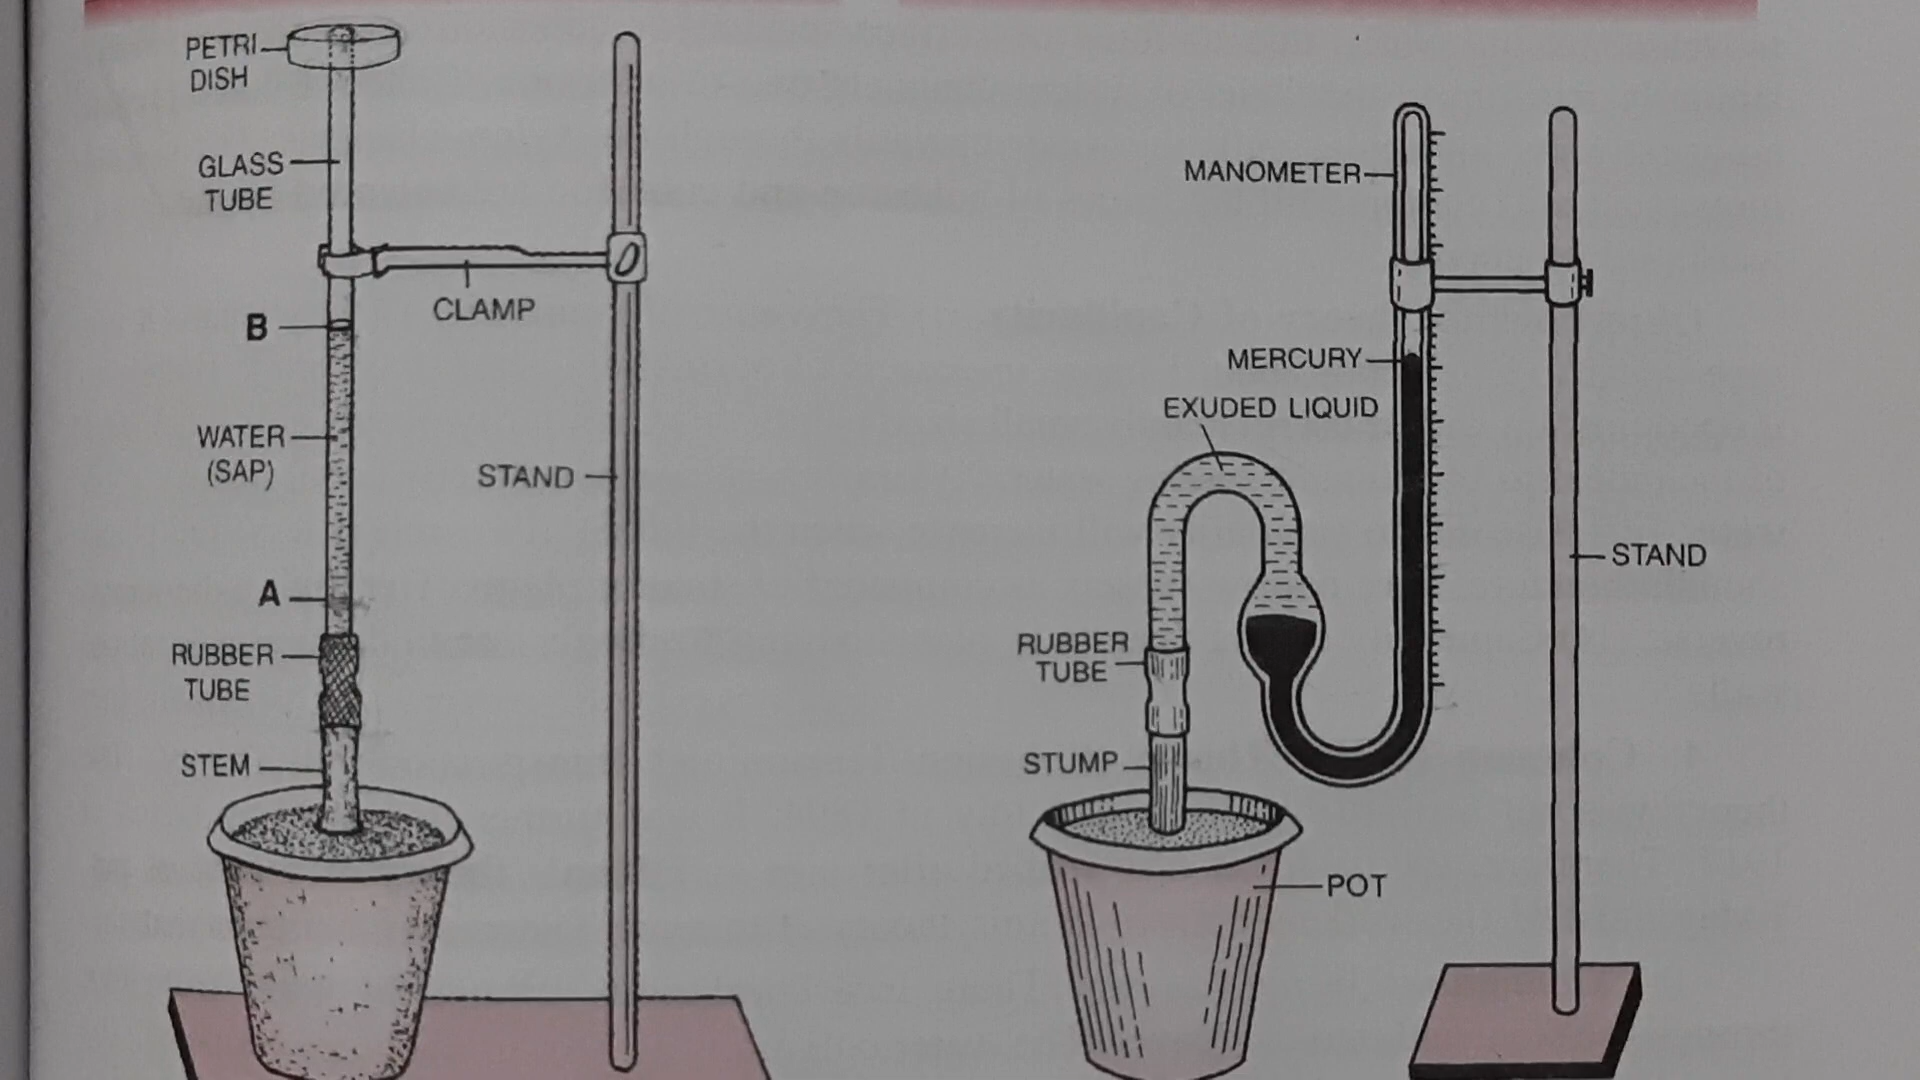 PETRI
DISH
GLASS
TUBE
CLAMP
B
WATER
(SAP)
STAND
A
RUBBER
TUBE
STEM
MANOMETER
MERCURY
EXUDED LIQUID
STAND
RUBBER
TUBE
STUMP
POT